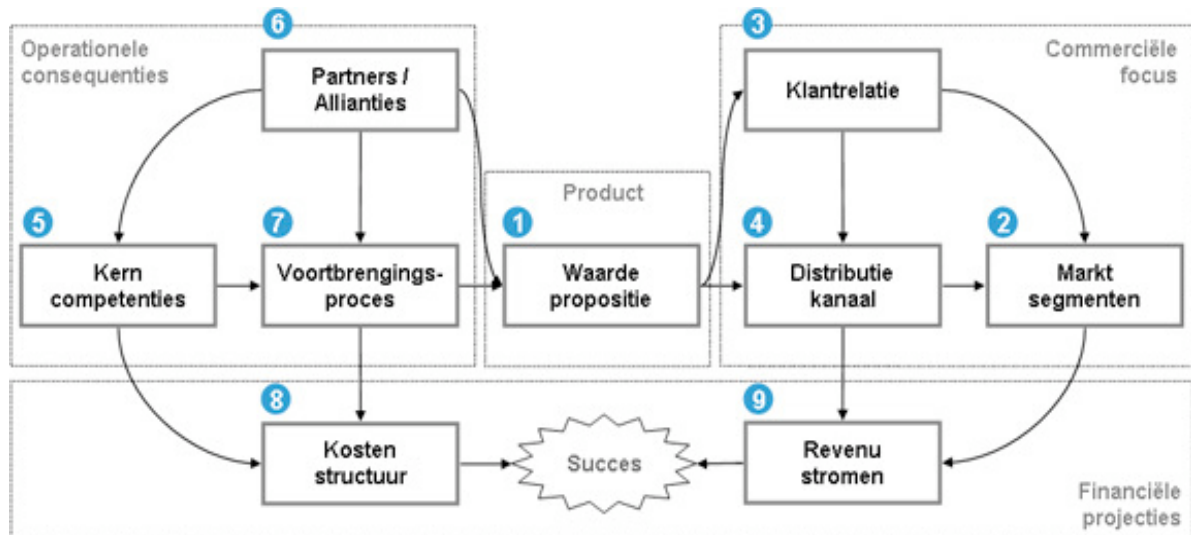 Operationele
consequenties
6
Partners /
Allianties
3
Klantrelatie
Commerciële
focus
Product
5
Kern
competenties
7
Voortbrengings-
proces
1
Waarde
propositie
4
Distributie
kanaal
2
Markt
segmenten
8
Kosten
structuur
Succes
9
Revenu
stromen
Financiële
projecties